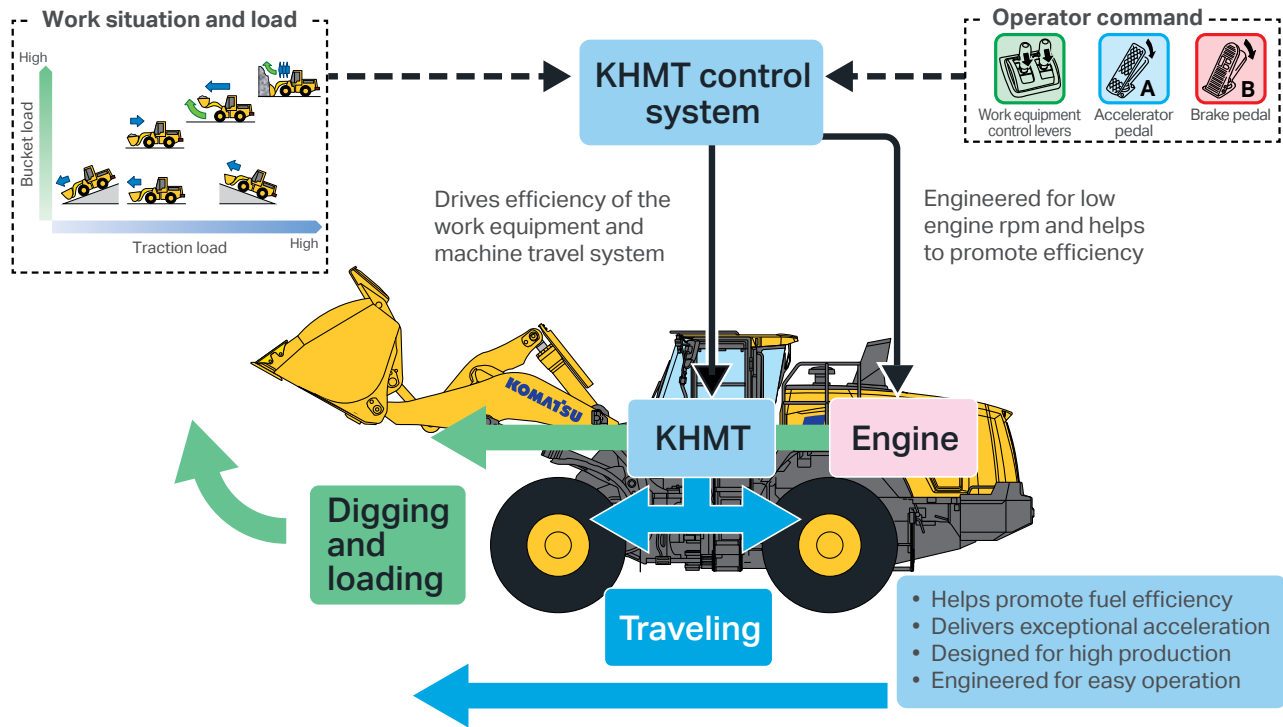 Work situation and load
High
Bucket load
Traction load
High
KHMT control
system
Operator command
A
B
Work equipment
control levers
Accelerator
pedal
Brake pedal
Drives efficiency of the
work equipment and
machine travel system
Engineered for low
engine rpm and helps
to promote efficiency
KOMATSU
KHMT
Engine
Digging
and
loading
Traveling
• Helps promote fuel efficiency
• Delivers exceptional acceleration
• Designed for high production
• Engineered for easy operation